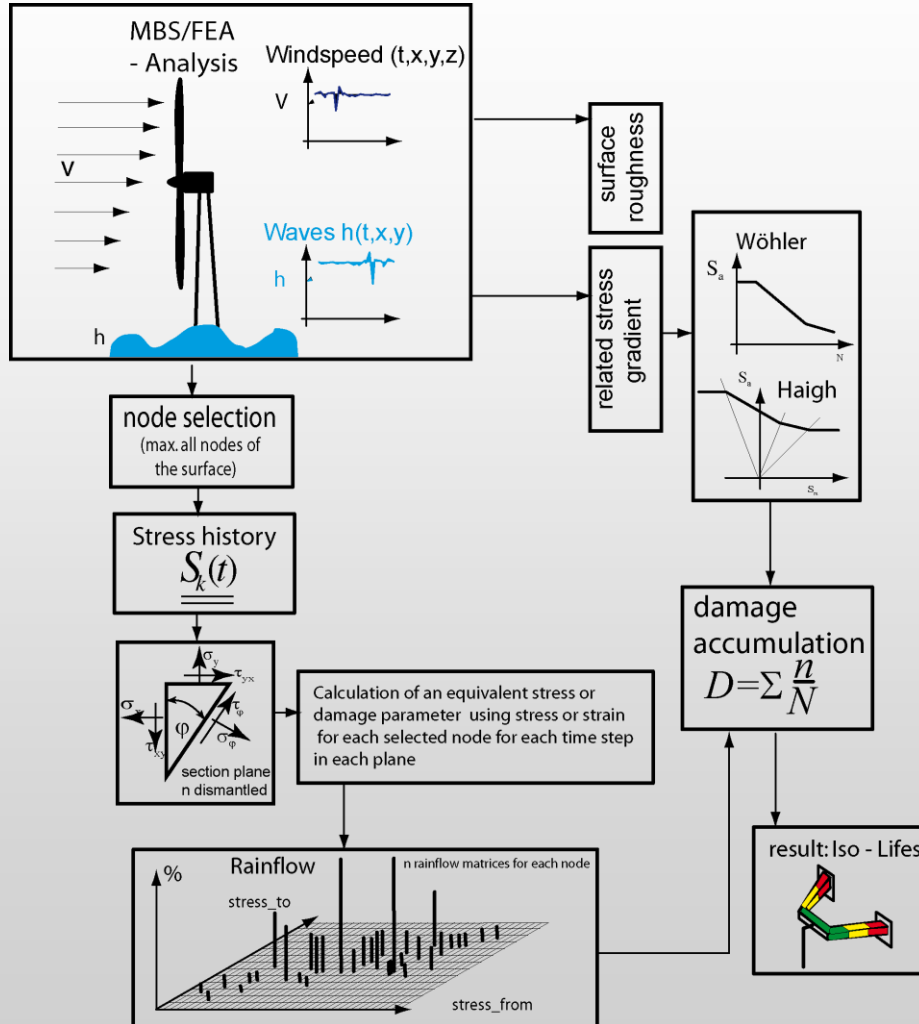 MBS/FEA
- Analysis
Windspeed (t,x,y,z)
V
V
Waves h(t,x,y)
h
h
surface
roughness
related stress
gradient
Wöhler
Sa
N
Sa
Haigh
node selection
(max. all nodes of
the surface)
Stress history
Sk(t)
σy
τyx
τφ
φ
τxy
σφ
section plane
n dismantled
Calculation of an equivalent stress or
damage parameter using stress or strain
for each selected node for each time step
in each plane
damage
accumulation
D=Σ n/N
Rainflow
n rainflow matrices for each node
%
stress_to
stress_from
result: Iso - Lifes